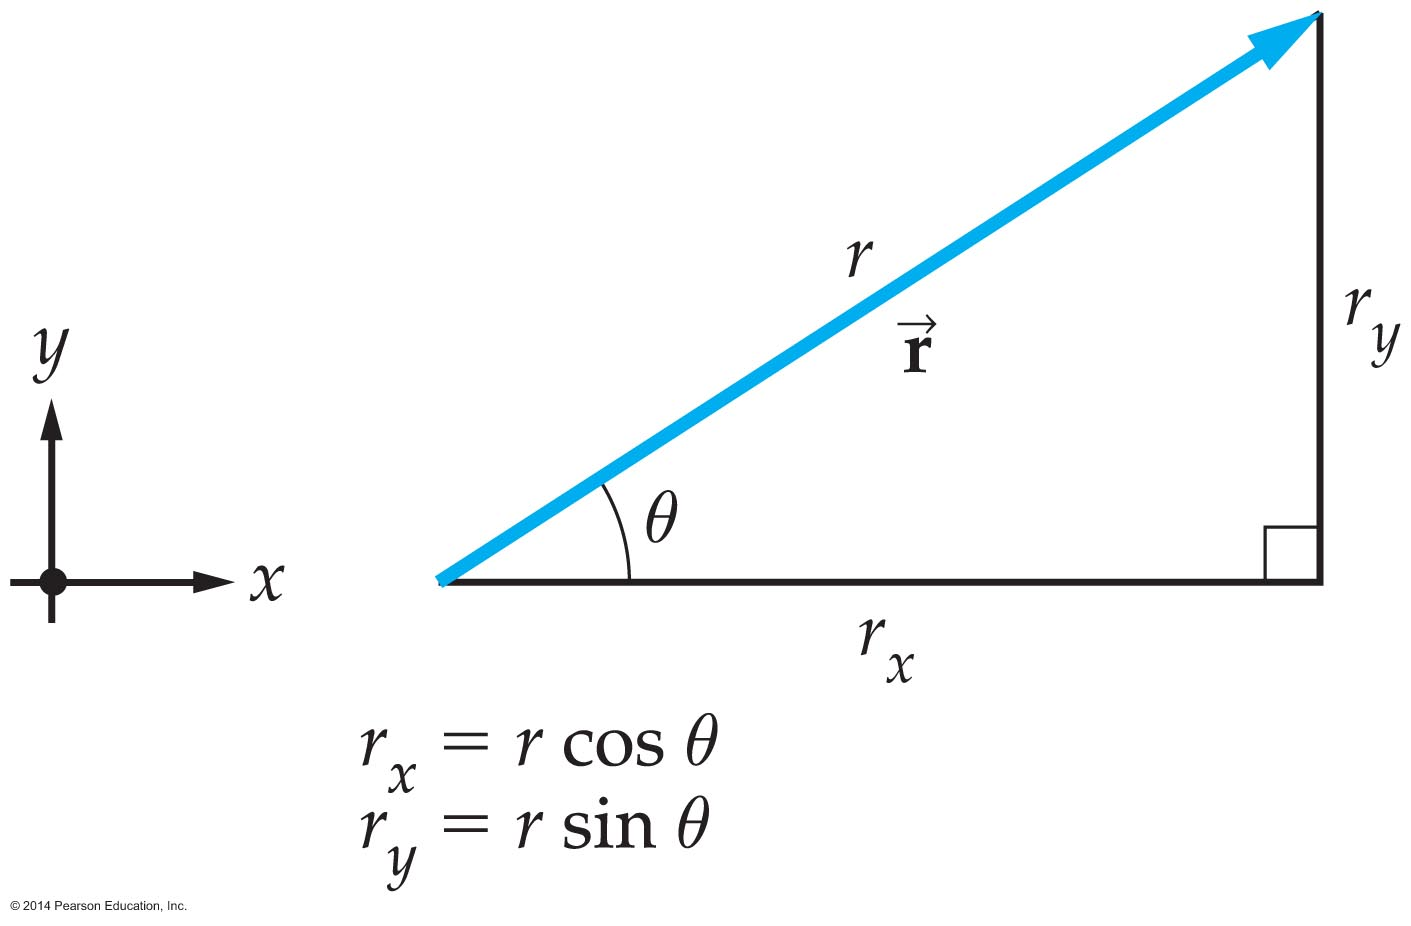 r
r⃗
r_y
y
θ
x
r_x
r_x = r cos θ
r_y = r sin θ
© 2014 Pearson Education, Inc.